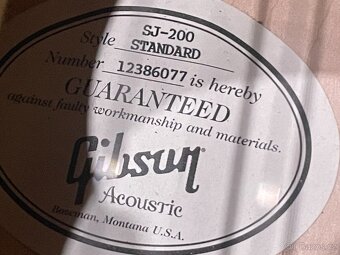 SJ-200
Style STANDARD
Number 12386077 is hereby
GUARANTEED
against faulty workmanship and materials.
Gibson
ACOUSTIC
Bozeman, Montana U.S.A.